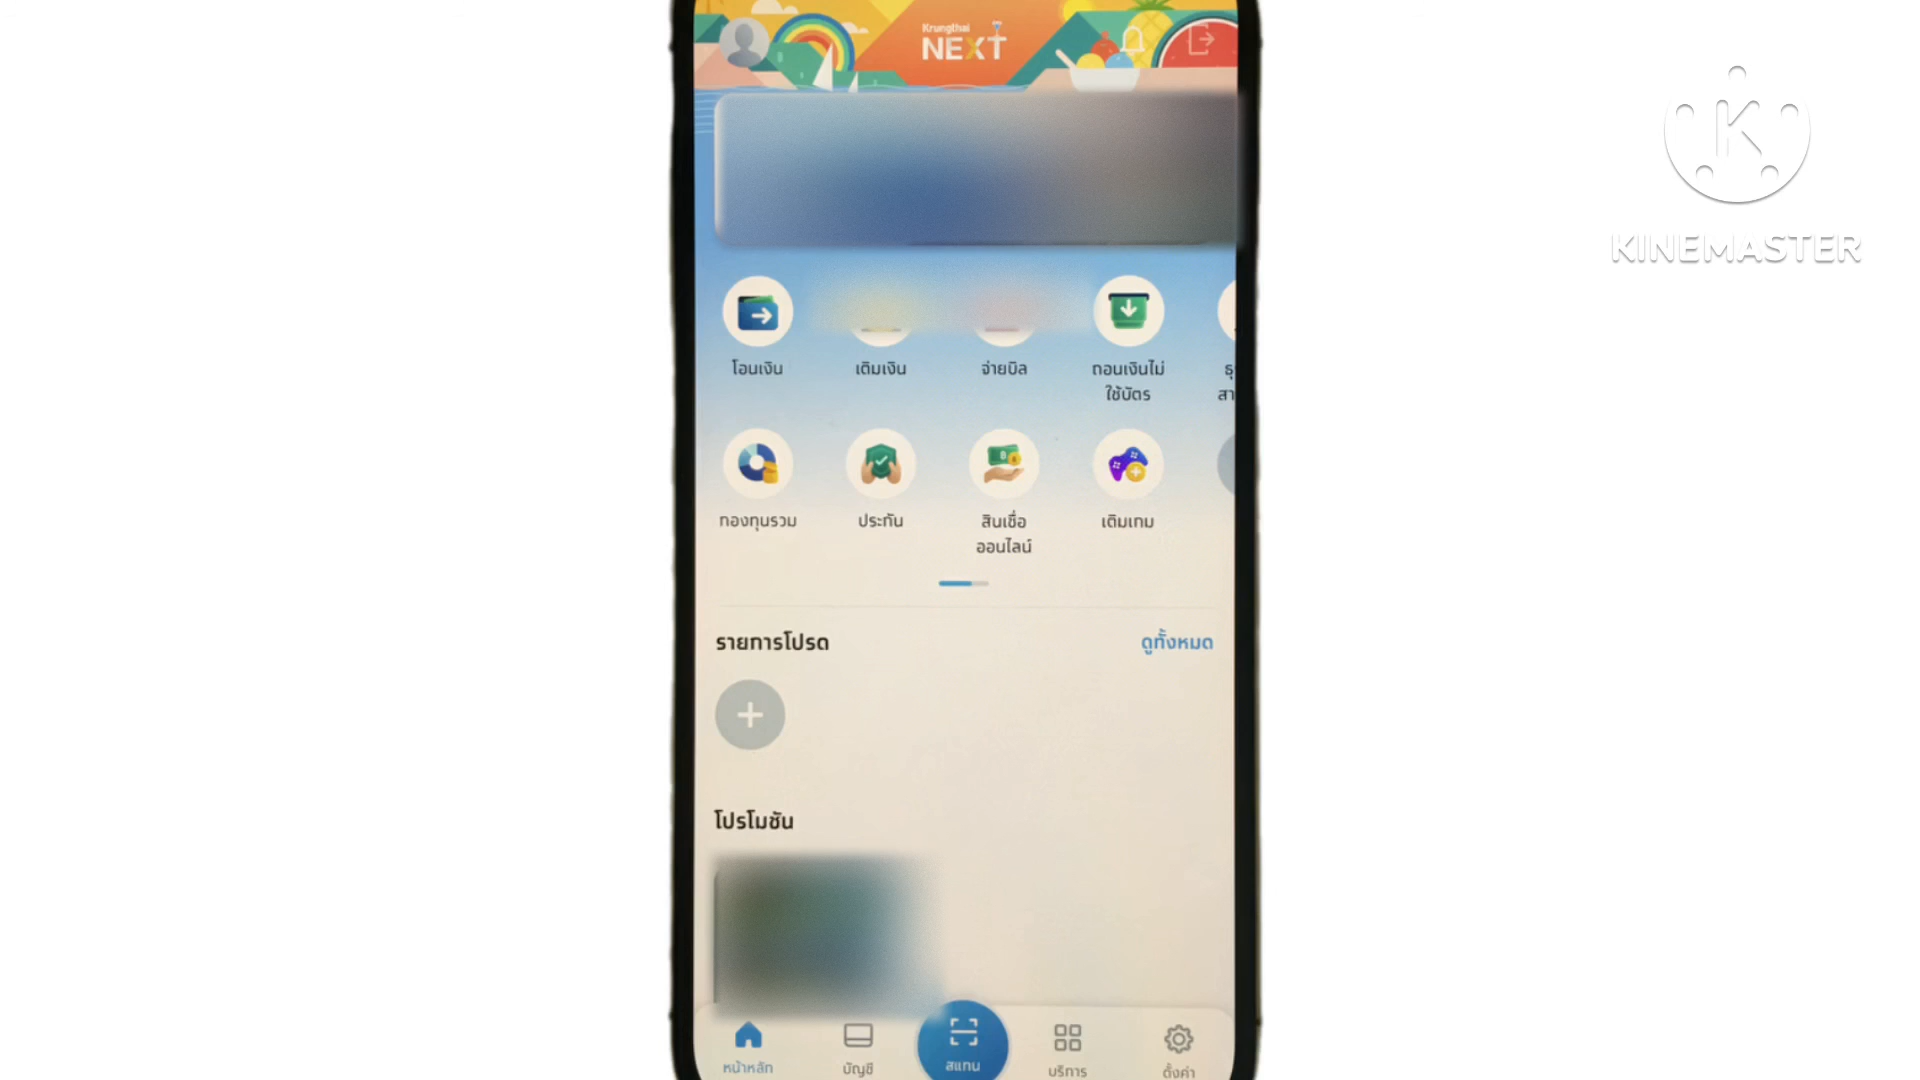 Krungthai
NEXT
KINEMASTER
โอนเงิน
เติมเงิน
จ่ายบิล
ถอนเงินไม่
ใช้บัตร
กองทุนรวม
ประกัน
สินเชื่อ
ออนไลน์
เติมเกม
รายการโปรด
ดูทั้งหมด
โปรโมชัน
หน้าหลัก
บัญชี
สแกน
บริการ
ตั้งค่า